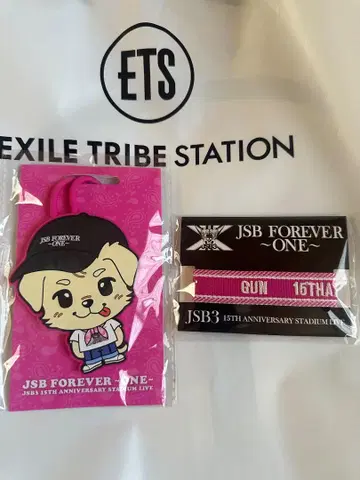 ETS
EXILE TRIBE STATION
JSB FOREVER
~ONE~
JSB FOREVER ~ONE~
JSB3 15TH ANNIVERSARY STADIUM LIVE
JSB FOREVER
~ONE~
GUN 15THA
JSB3 15TH ANNIVERSARY STADIUM LIVE